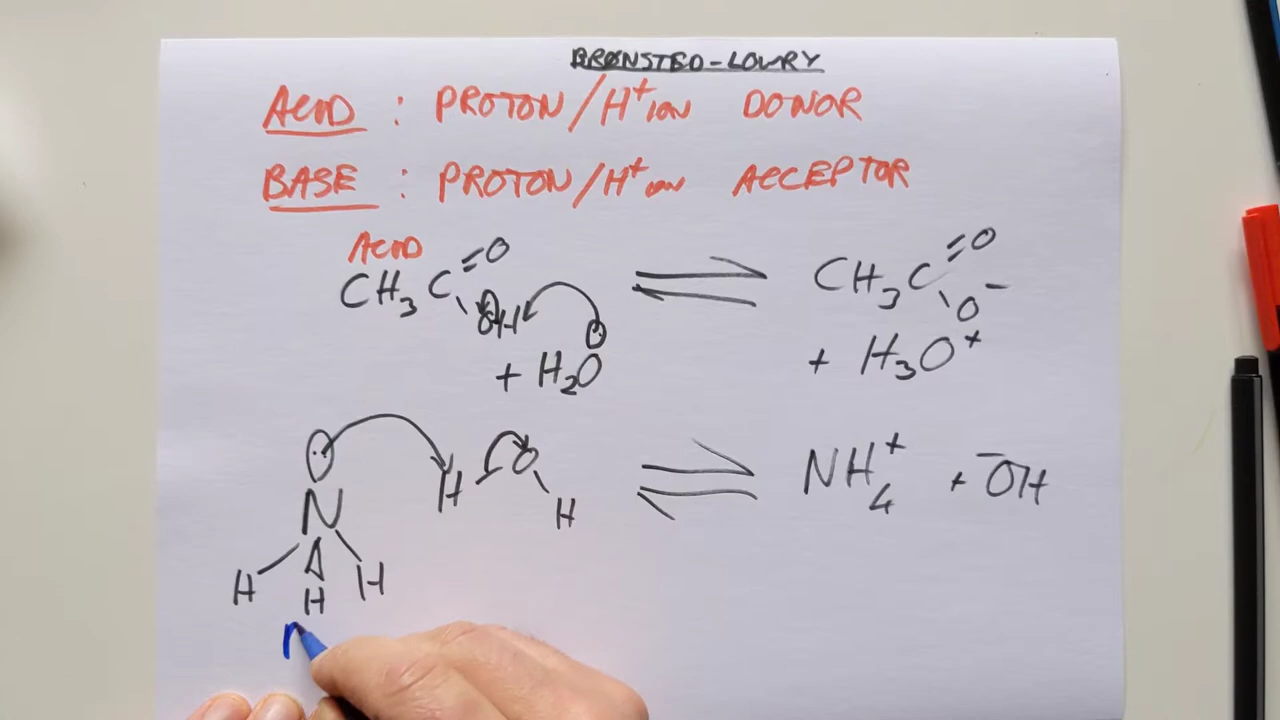 BRØNSTED-LOWRY
ACID : PROTON/H⁺ion DONOR
BASE : PROTON/H⁺ion ACCEPTOR
ACID
CH₃C=O OH + H₂O ⇌ CH₃C=O O⁻ + H₃O⁺
N H H H H O H ⇌ NH₄⁺ + ⁻OH